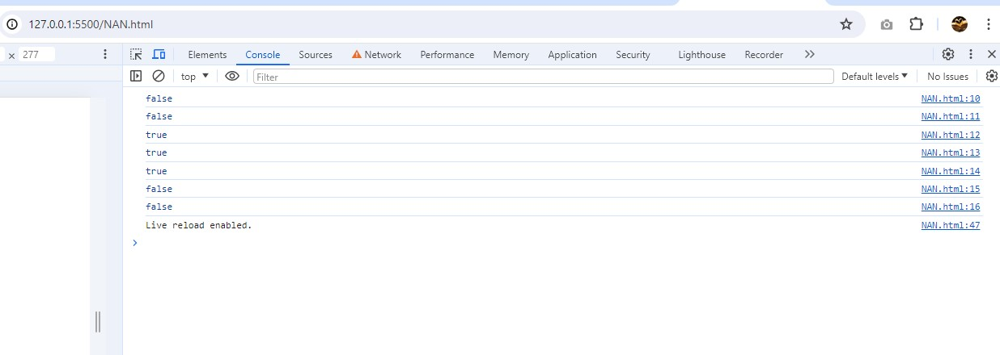 127.0.0.1:5500/NAN.html
× 277
Elements Console Sources Network Performance Memory Application Security Lighthouse Recorder
top Filter Default levels No Issues
false NAN.html:10
false NAN.html:11
true NAN.html:12
true NAN.html:13
true NAN.html:14
false NAN.html:15
false NAN.html:16
Live reload enabled. NAN.html:47